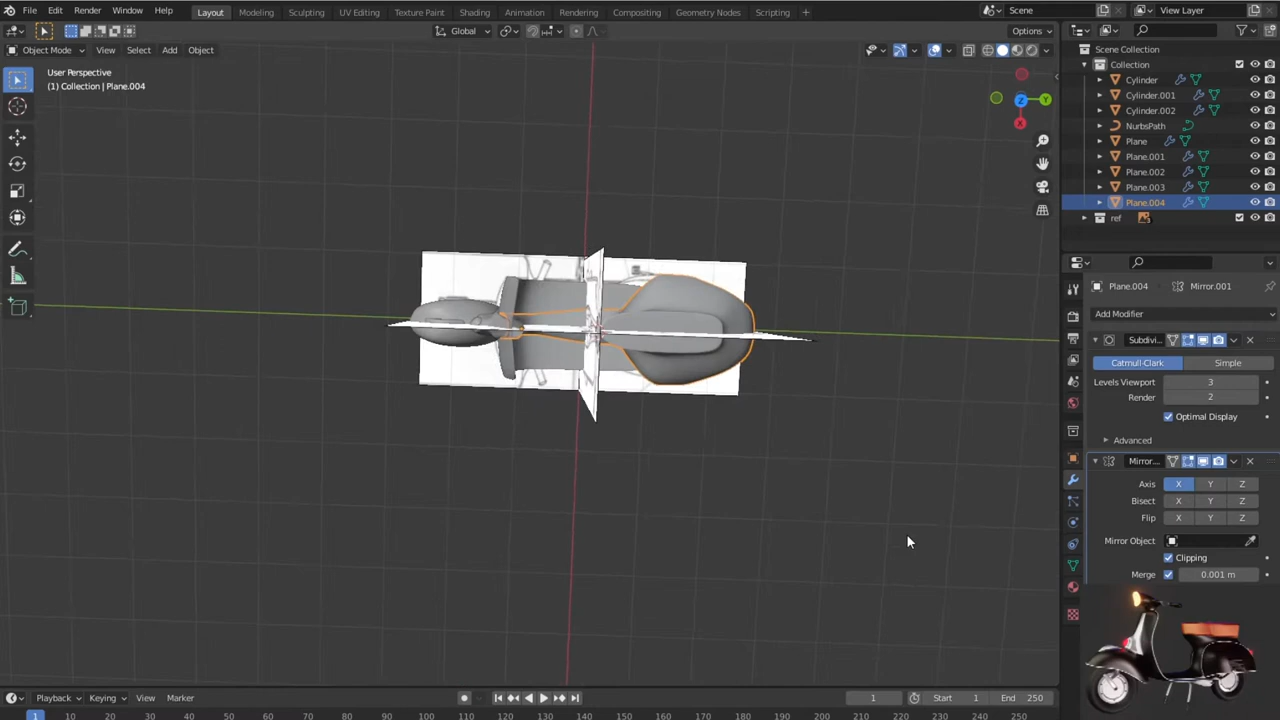 File Edit Render Window Help Layout Modeling Sculpting UV Editing Texture Paint Shading Animation Rendering Compositing Geometry Nodes Scripting + Scene View Layer
Global Options
Object Mode View Select Add Object
User Perspective
(1) Collection | Plane.004
Z Y
X
Scene Collection
Collection
Cylinder
Cylinder.001
Cylinder.002
NurbsPath
Plane
Plane.001
Plane.002
Plane.003
Plane.004
ref
Plane.004 Mirror.001
Add Modifier
Subdivi
Catmull-Clark Simple
Levels Viewport 3
Render 2
Optimal Display
Advanced
Mirror...
Axis X Y Z
Bisect X Y Z
Flip X Y Z
Mirror Object
Clipping
Merge 0.001 m
Playback Keying View Marker 1 Start 1 End 250
1 10 20 30 40 50 60 70 80 90 100 110 120 130 140 150 160 170 180 190 200 210 220 230 240 250